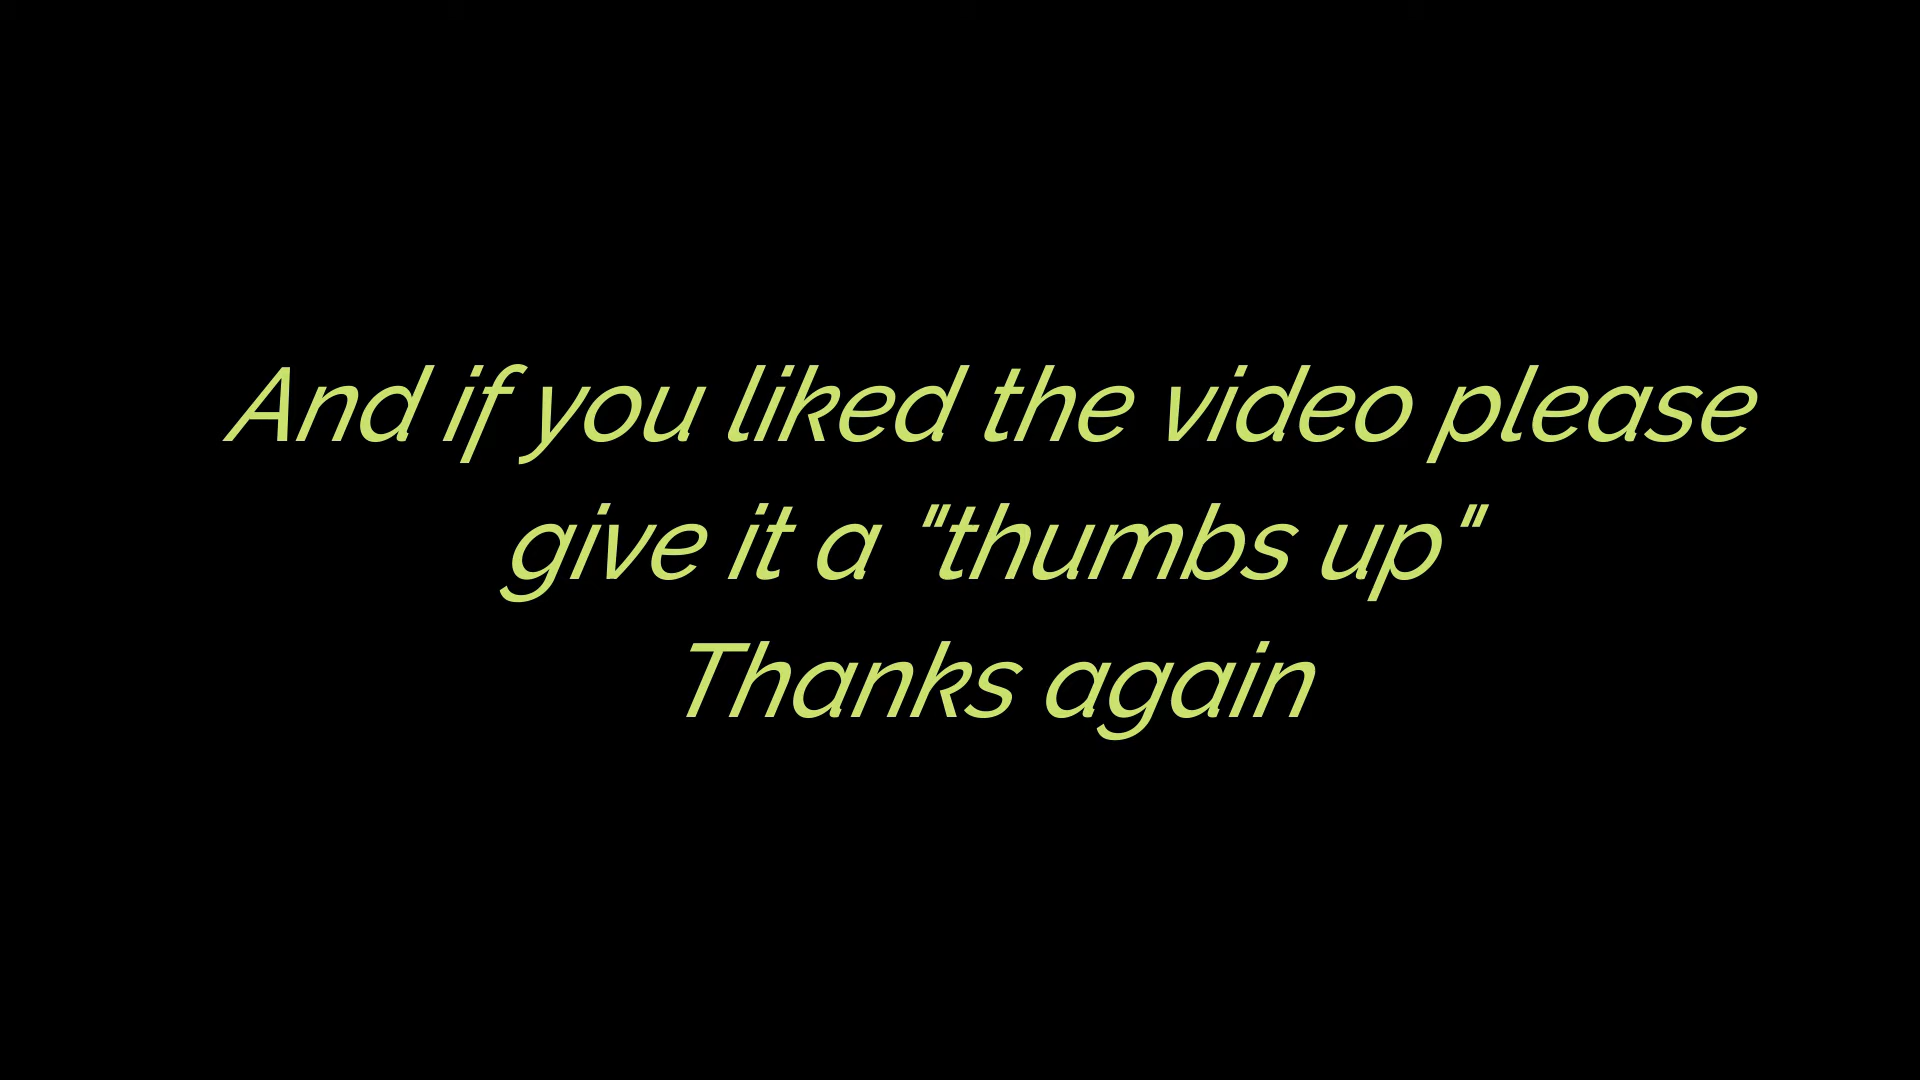 And if you liked the video please
give it a "thumbs up"
Thanks again